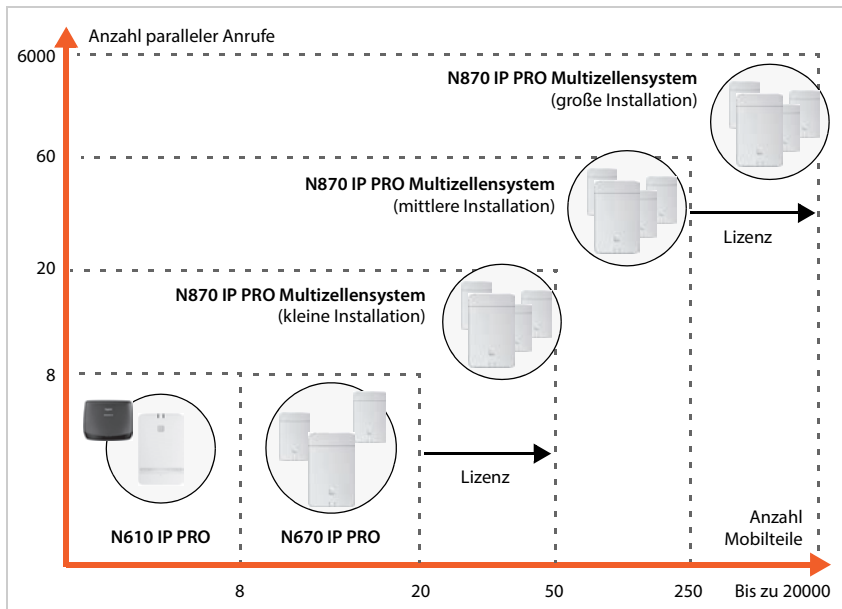 Anzahl paralleler Anrufe
6000
N870 IP PRO Multizellensystem
(große Installation)
60
N870 IP PRO Multizellensystem
(mittlere Installation)
Lizenz
20
N870 IP PRO Multizellensystem
(kleine Installation)
8
Lizenz
N610 IP PRO
N670 IP PRO
Anzahl
Mobilteile
8
20
50
250
Bis zu 20000